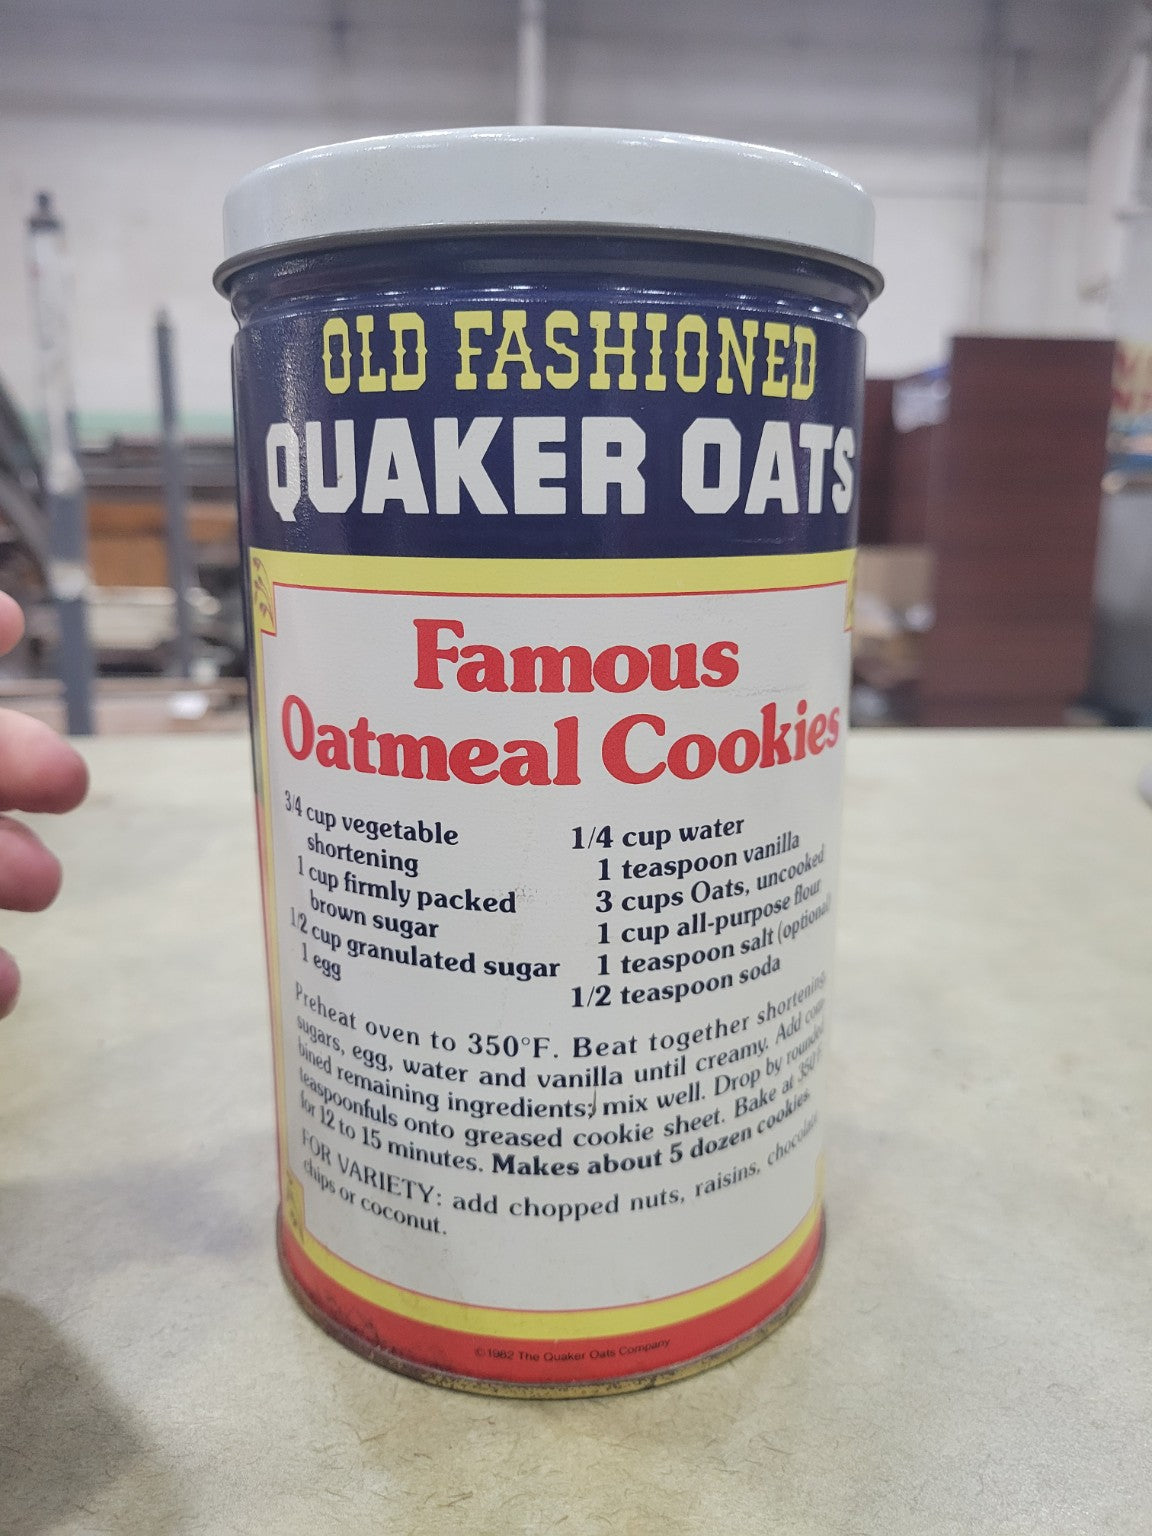 OLD FASHIONED
QUAKER OATS
Famous
Oatmeal Cookies
3/4 cup vegetable
shortening
1 cup firmly packed
brown sugar
1/2 cup granulated sugar
1 egg
1/4 cup water
1 teaspoon vanilla
3 cups Oats, uncooked
1 cup all-purpose flour
1 teaspoon salt (optional)
1/2 teaspoon soda
Preheat oven to 350°F. Beat together shortening,
sugars, egg, water and vanilla until creamy. Add com-
bined remaining ingredients; mix well. Drop by rounded
teaspoonfuls onto greased cookie sheet. Bake at 350°F.
for 12 to 15 minutes. Makes about 5 dozen cookies.
FOR VARIETY: add chopped nuts, raisins, chocolate
chips or coconut.
©1982 The Quaker Oats Company